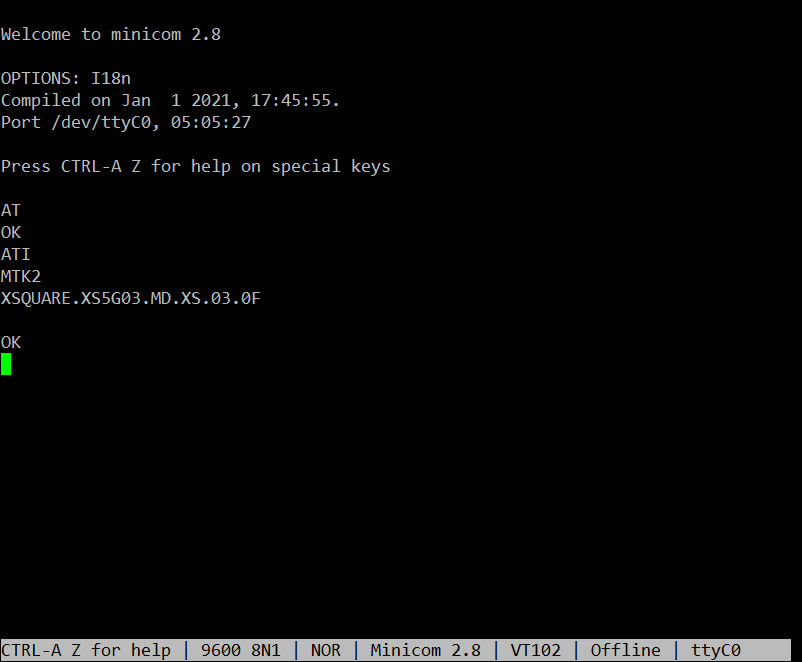 Welcome to minicom 2.8
OPTIONS: I18n
Compiled on Jan  1 2021, 17:45:55.
Port /dev/ttyC0, 05:05:27
Press CTRL-A Z for help on special keys
AT
OK
ATI
MTK2
XSQUARE.XS5G03.MD.XS.03.0F
OK
CTRL-A Z for help | 9600 8N1 | NOR | Minicom 2.8 | VT102 | Offline | ttyC0